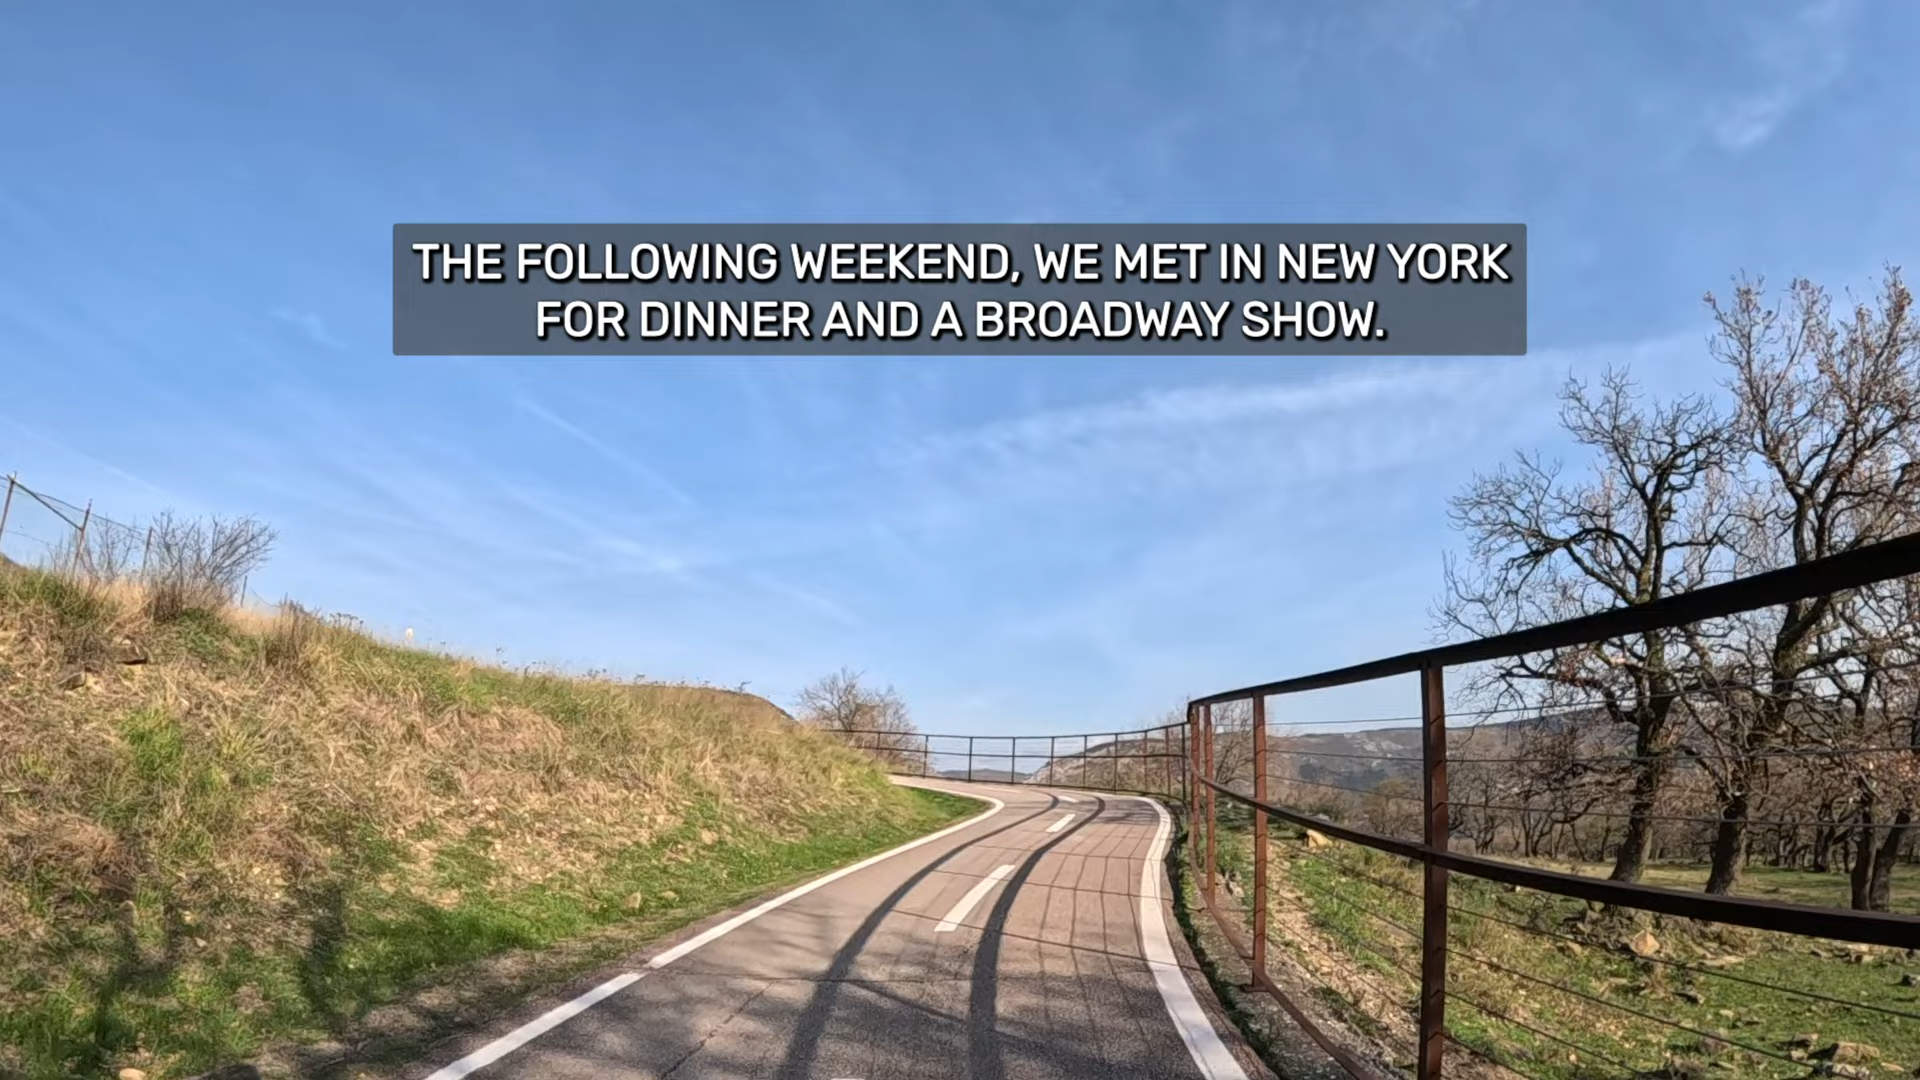 THE FOLLOWING WEEKEND, WE MET IN NEW YORK
FOR DINNER AND A BROADWAY SHOW.